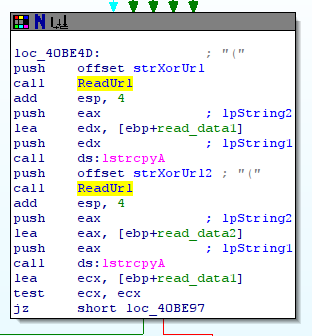 loc_40BE4D: ; "("
push offset strXorUrl
call ReadUrl
add esp, 4
push eax ; lpString2
lea edx, [ebp+read_data1]
push edx ; lpString1
call ds:lstrcpyA
push offset strXorUrl2 ; "("
call ReadUrl
add esp, 4
push eax ; lpString2
lea eax, [ebp+read_data2]
push eax ; lpString1
call ds:lstrcpyA
lea ecx, [ebp+read_data1]
test ecx, ecx
jz short loc_40BE97